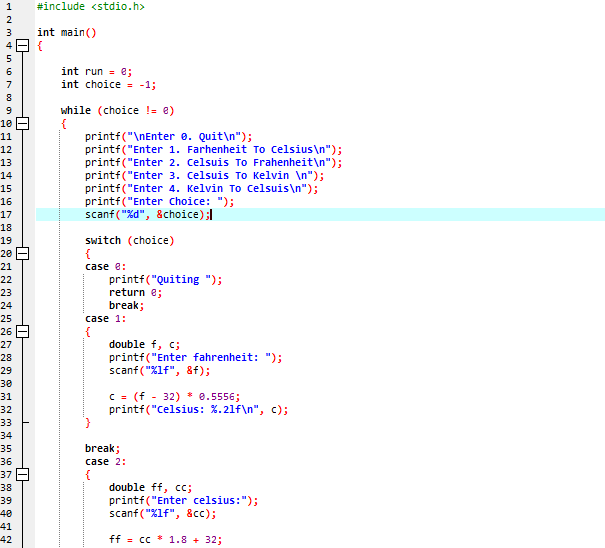 1 #include <stdio.h>
2
3 int main()
4 {
5
6 int run = 0;
7 int choice = -1;
8
9 while (choice != 0)
10 {
11 printf("\nEnter 0. Quit\n");
12 printf("Enter 1. Farhenheit To Celsius\n");
13 printf("Enter 2. Celsuis To Frahenheit\n");
14 printf("Enter 3. Celsuis To Kelvin \n");
15 printf("Enter 4. Kelvin To Celsuis\n");
16 printf("Enter Choice: ");
17 scanf("%d", &choice);
18
19 switch (choice)
20 {
21 case 0:
22 printf("Quiting ");
23 return 0;
24 break;
25 case 1:
26 {
27 double f, c;
28 printf("Enter fahrenheit: ");
29 scanf("%lf", &f);
30
31 c = (f - 32) * 0.5556;
32 printf("Celsius: %.2lf\n", c);
33 }
34
35 break;
36 case 2:
37 {
38 double ff, cc;
39 printf("Enter celsius:");
40 scanf("%lf", &cc);
41
42 ff = cc * 1.8 + 32;